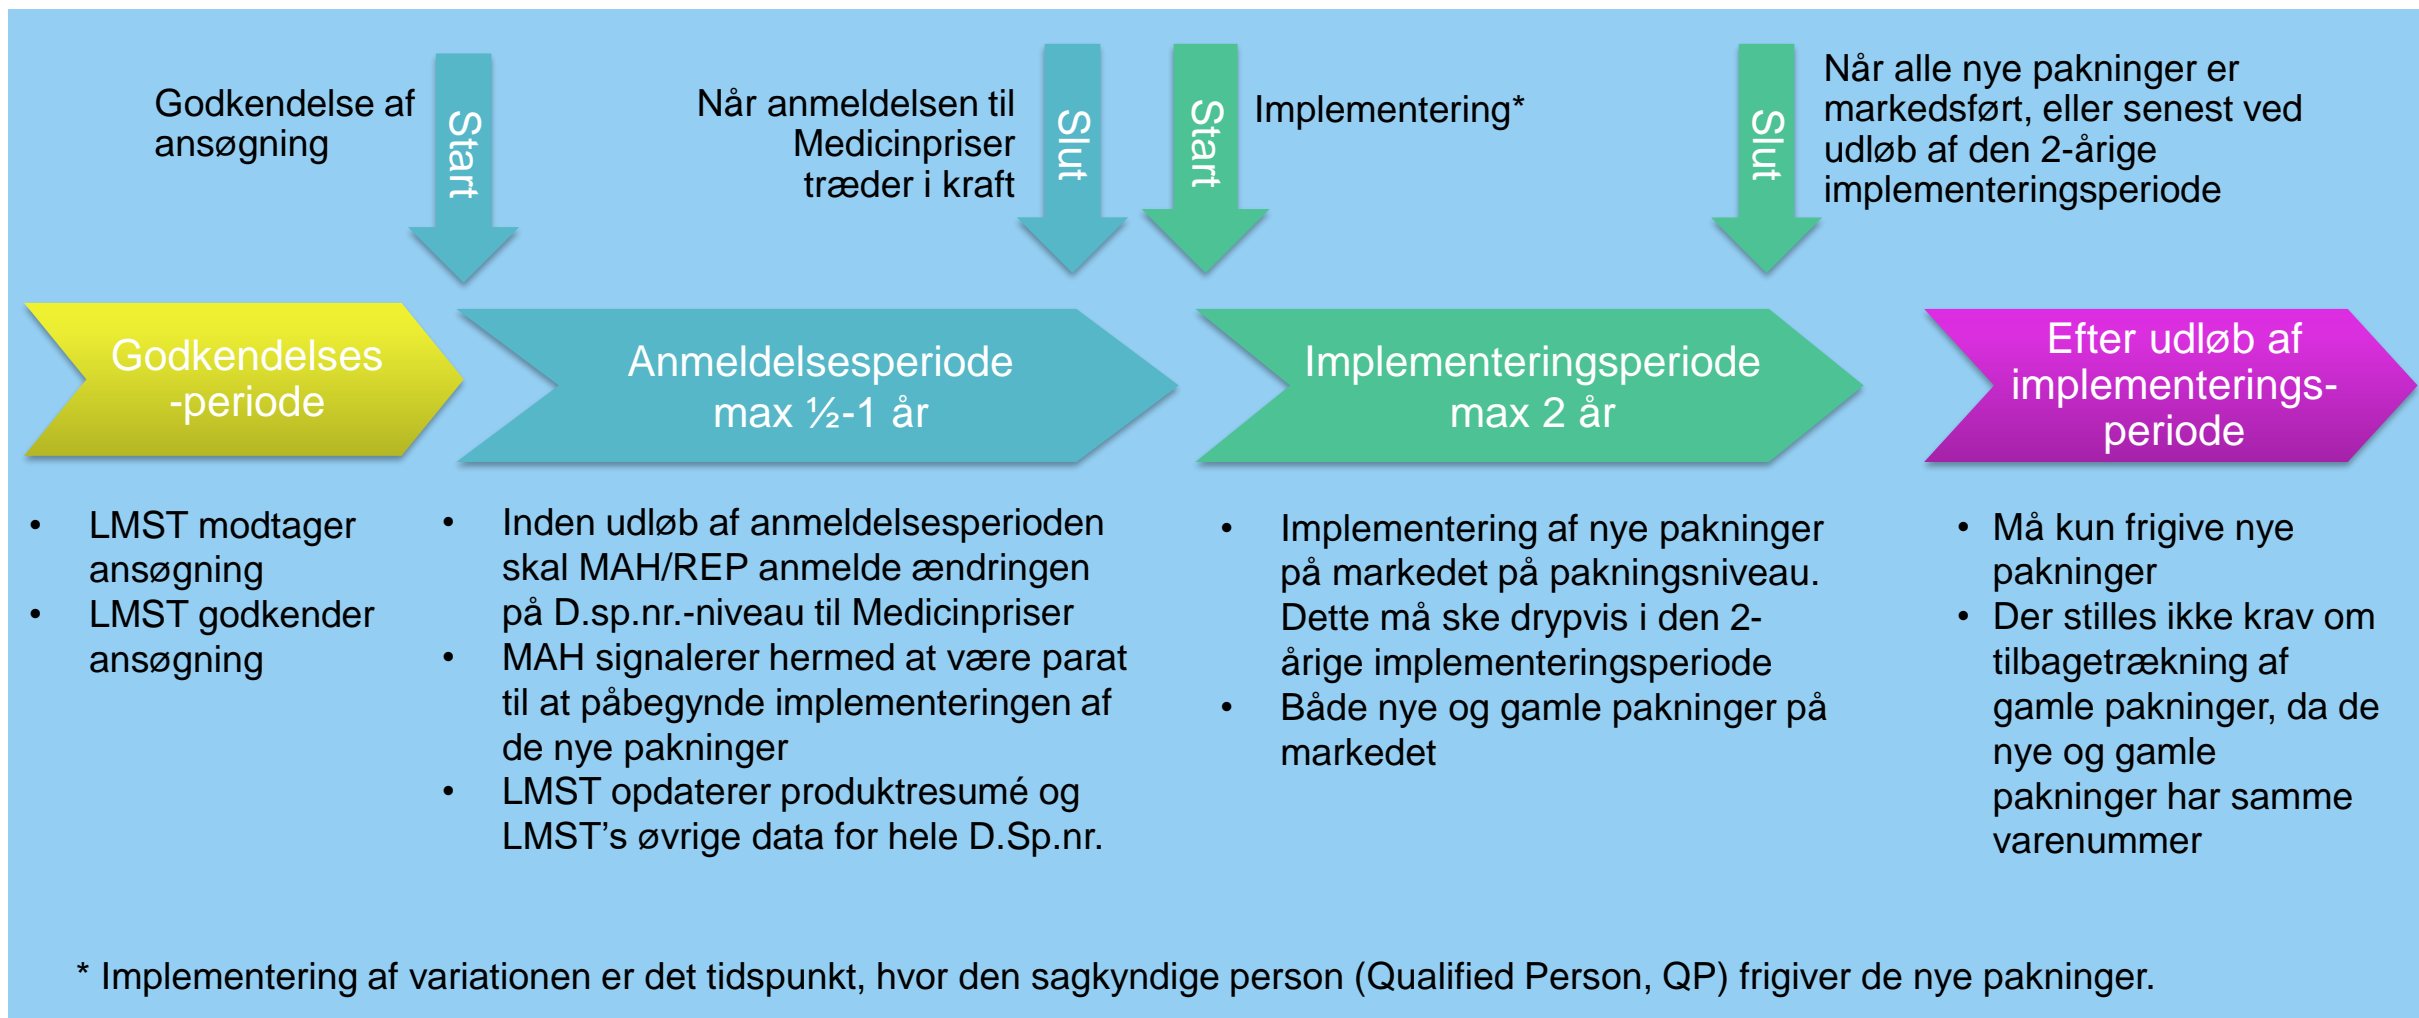 Godkendelse af
ansøgning
Start
Når anmeldelsen til
Medicinpriser
træder i kraft
Slut
Start
Implementering*
Slut
Når alle nye pakninger er
markedsført, eller senest ved
udløb af den 2-årige
implementeringsperiode
Godkendelses
-periode
Anmeldelsesperiode
max ½-1 år
Implementeringsperiode
max 2 år
Efter udløb af
implementerings-
periode
• LMST modtager
ansøgning
• LMST godkender
ansøgning
• Inden udløb af anmeldelsesperioden
skal MAH/REP anmelde ændringen
på D.sp.nr.-niveau til Medicinpriser
• MAH signalerer hermed at være parat
til at påbegynde implementeringen af
de nye pakninger
• LMST opdaterer produktresumé og
LMST’s øvrige data for hele D.Sp.nr.
• Implementering af nye pakninger
på markedet på pakningsniveau.
Dette må ske drypvis i den 2-
årige implementeringsperiode
• Både nye og gamle pakninger på
markedet
• Må kun frigive nye
pakninger
• Der stilles ikke krav om
tilbagetrækning af
gamle pakninger, da de
nye og gamle
pakninger har samme
varenummer
* Implementering af variationen er det tidspunkt, hvor den sagkyndige person (Qualified Person, QP) frigiver de nye pakninger.